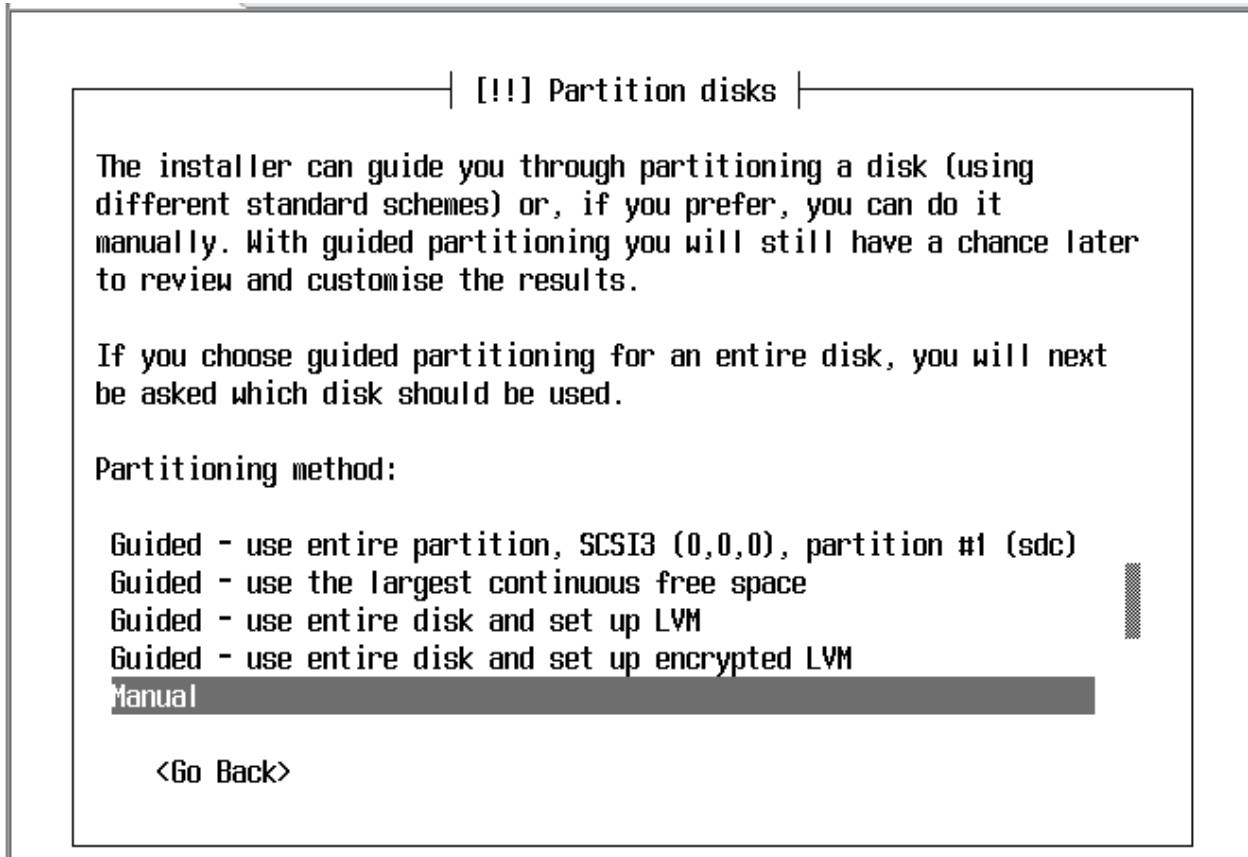 [!!] Partition disks
The installer can guide you through partitioning a disk (using
different standard schemes) or, if you prefer, you can do it
manually. With guided partitioning you will still have a chance later
to review and customise the results.
If you choose guided partitioning for an entire disk, you will next
be asked which disk should be used.
Partitioning method:
Guided - use entire partition, SCSI3 (0,0,0), partition #1 (sdc)
Guided - use the largest continuous free space
Guided - use entire disk and set up LVM
Guided - use entire disk and set up encrypted LVM
Manual
<Go Back>